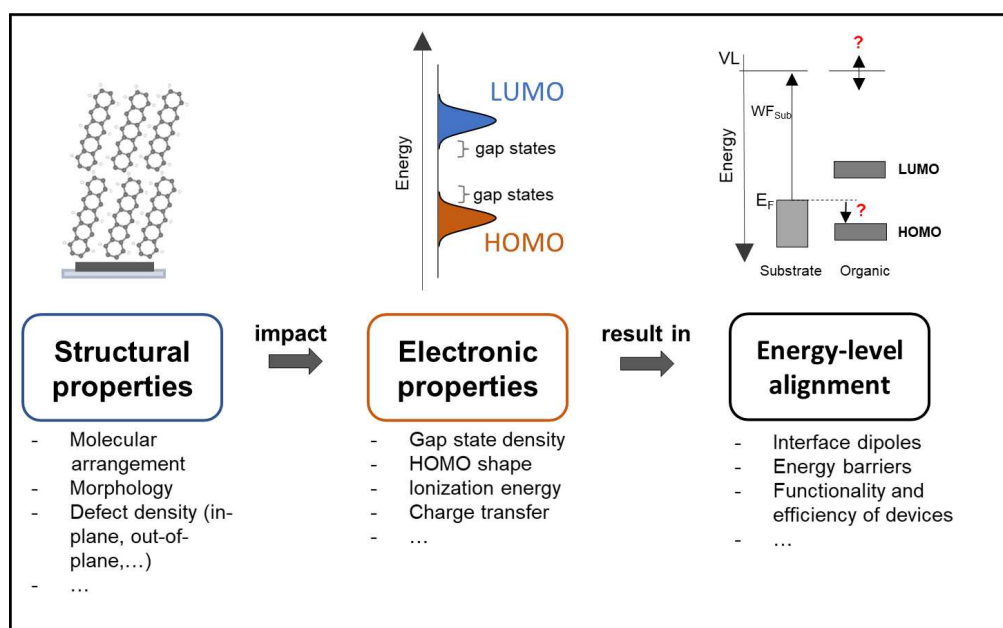 Energy
LUMO
gap states
gap states
HOMO
VL
?
WFSub
Energy
LUMO
EF
?
HOMO
Substrate
Organic
Structural
properties
impact
Electronic
properties
result in
Energy-level
alignment
- Molecular
arrangement
- Morphology
- Defect density (in-
plane, out-of-
plane,...)
- ...
- Gap state density
- HOMO shape
- Ionization energy
- Charge transfer
- ...
- Interface dipoles
- Energy barriers
- Functionality and
efficiency of devices
- ...